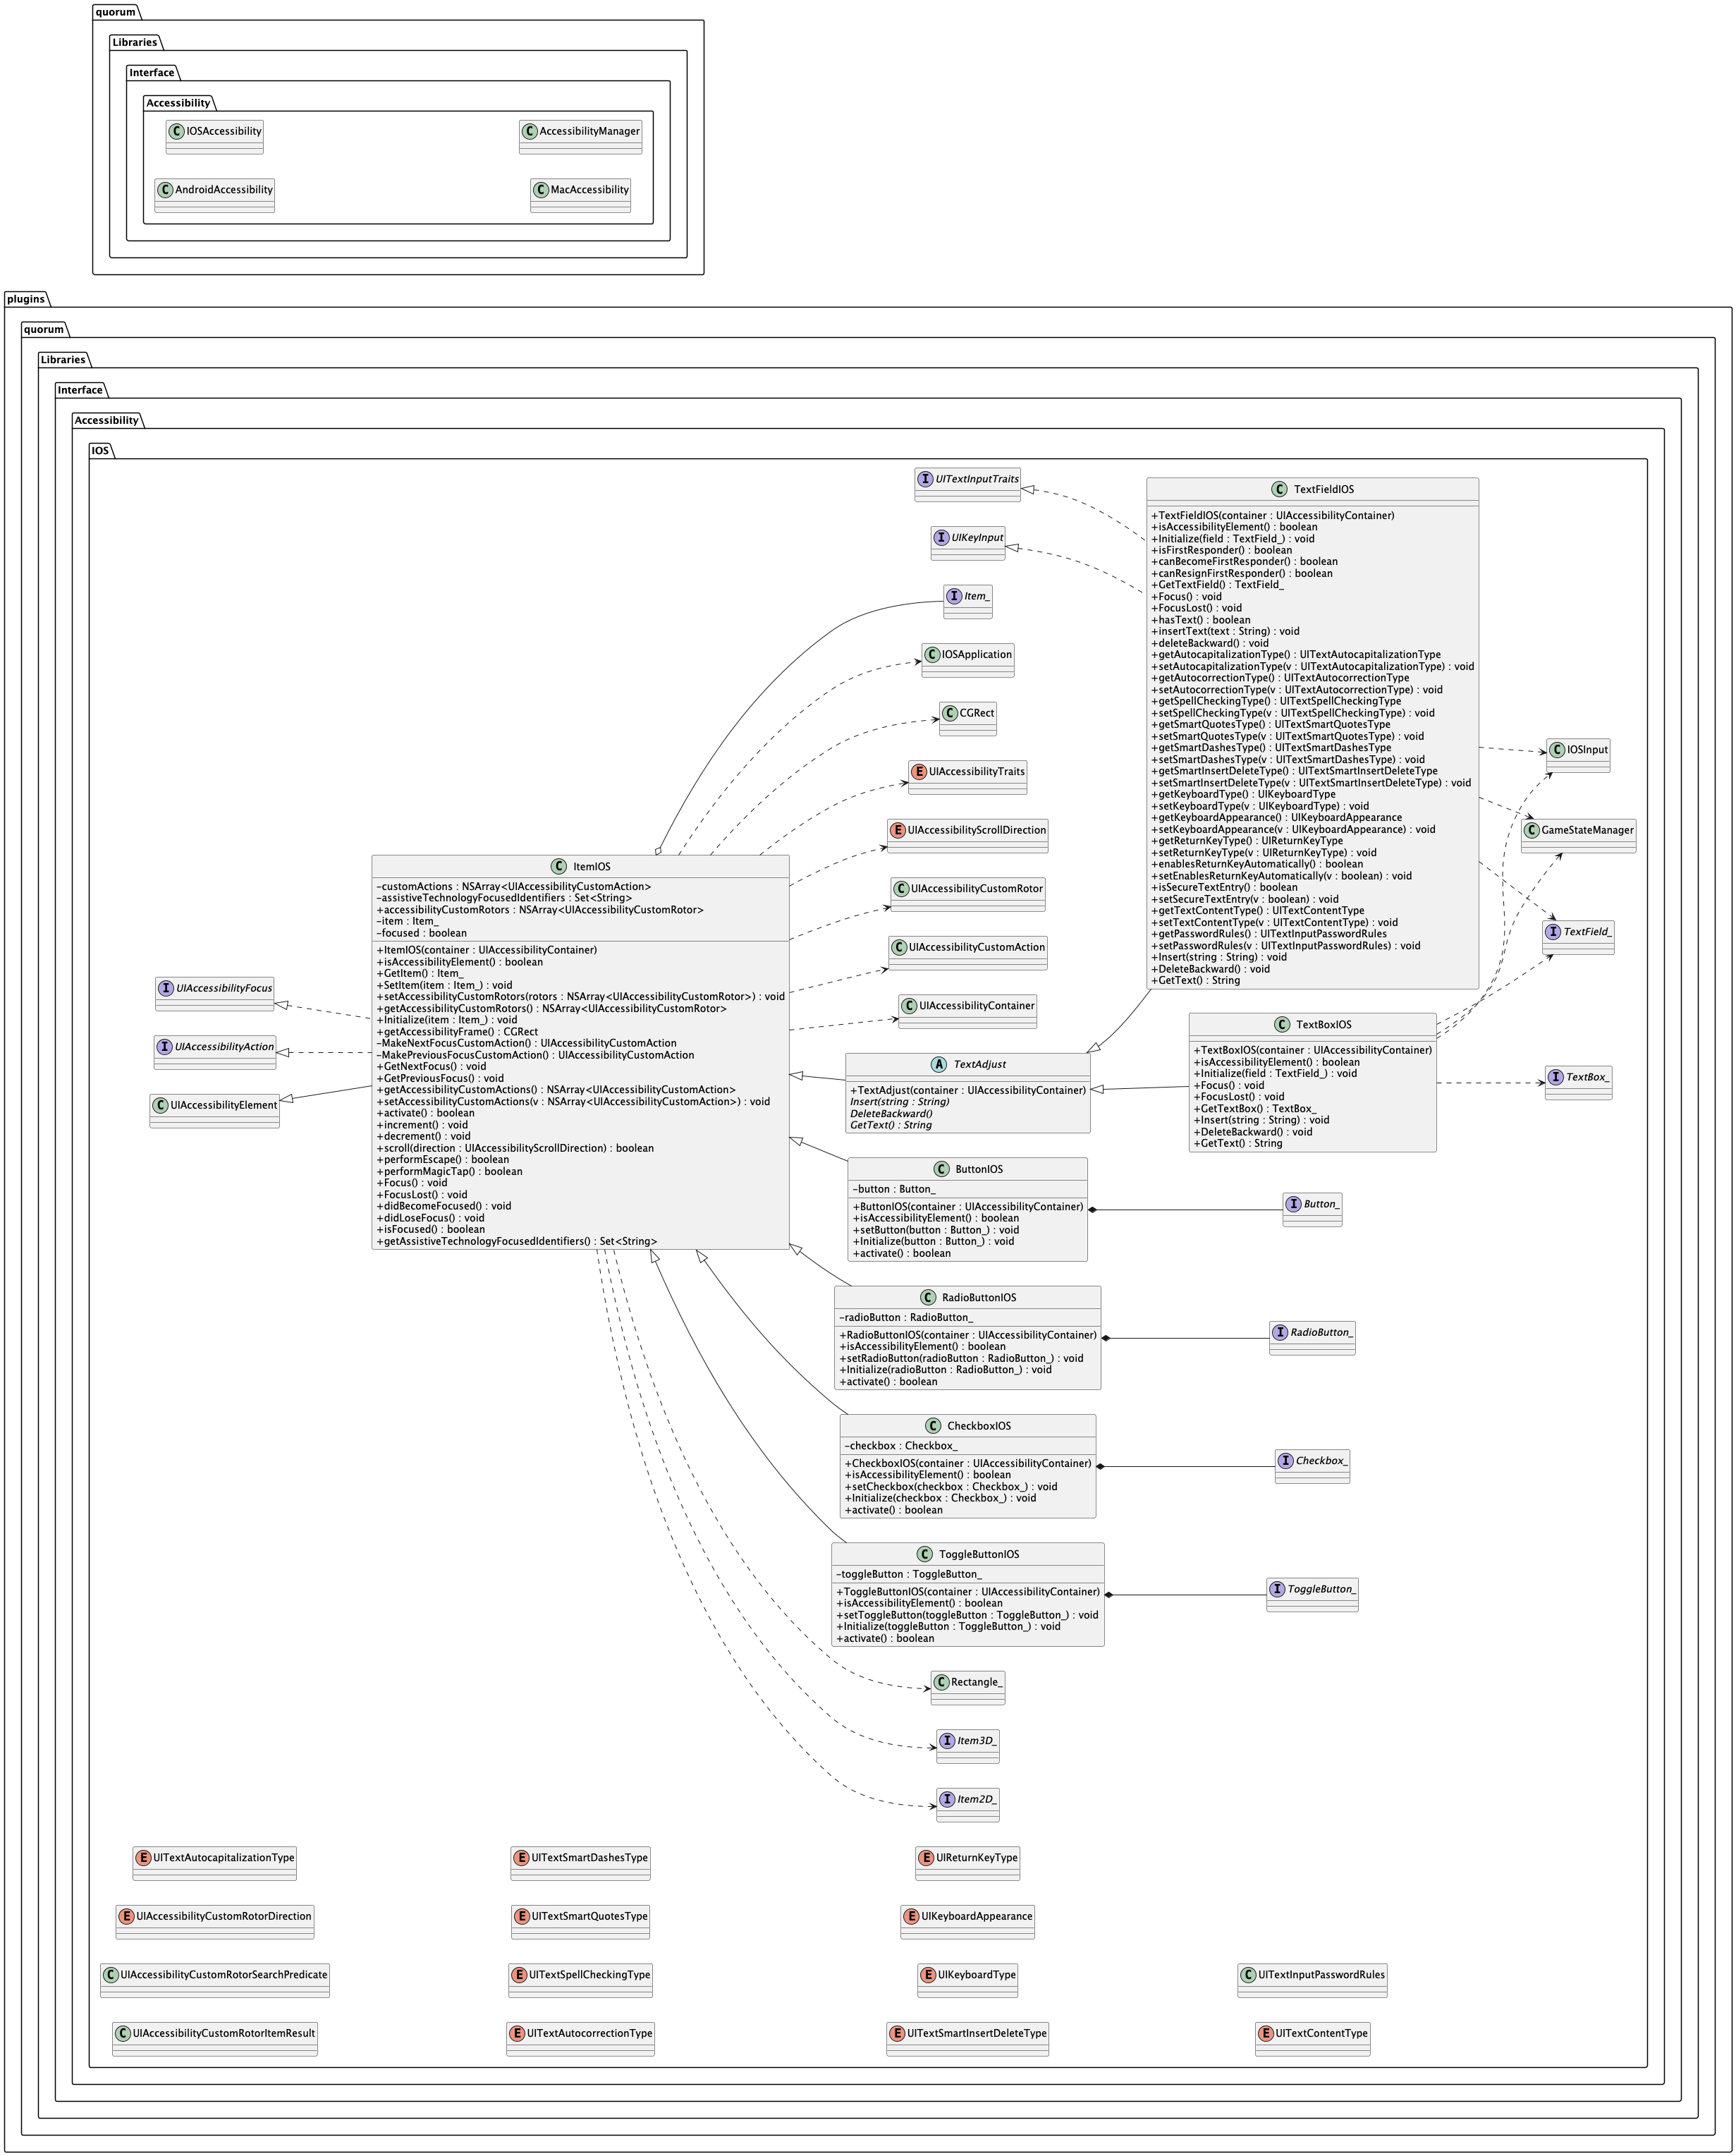 quorum
Libraries
Interface
Accessibility
C IOSAccessibility
C AccessibilityManager
C AndroidAccessibility
C MacAccessibility
plugins
quorum
Libraries
Interface
Accessibility
IOS
I UITextInputTraits
I UIKeyInput
I Item_
C IOSApplication
C CGRect
E UIAccessibilityTraits
E UIAccessibilityScrollDirection
C UIAccessibilityCustomRotor
C UIAccessibilityCustomAction
C UIAccessibilityContainer
C TextFieldIOS
+TextFieldIOS(container : UIAccessibilityContainer)
+isAccessibilityElement() : boolean
+Initialize(field : TextField_) : void
+isFirstResponder() : boolean
+canBecomeFirstResponder() : boolean
+canResignFirstResponder() : boolean
+GetTextField() : TextField_
+Focus() : void
+FocusLost() : void
+hasText() : boolean
+insertText(text : String) : void
+deleteBackward() : void
+getAutocapitalizationType() : UITextAutocapitalizationType
+setAutocapitalizationType(v : UITextAutocapitalizationType) : void
+getAutocorrectionType() : UITextAutocorrectionType
+setAutocorrectionType(v : UITextAutocorrectionType) : void
+getSpellCheckingType() : UITextSpellCheckingType
+setSpellCheckingType(v : UITextSpellCheckingType) : void
+getSmartQuotesType() : UITextSmartQuotesType
+setSmartQuotesType(v : UITextSmartQuotesType) : void
+getSmartDashesType() : UITextSmartDashesType
+setSmartDashesType(v : UITextSmartDashesType) : void
+getSmartInsertDeleteType() : UITextSmartInsertDeleteType
+setSmartInsertDeleteType(v : UITextSmartInsertDeleteType) : void
+getKeyboardType() : UIKeyboardType
+setKeyboardType(v : UIKeyboardType) : void
+getKeyboardAppearance() : UIKeyboardAppearance
+setKeyboardAppearance(v : UIKeyboardAppearance) : void
+getReturnKeyType() : UIReturnKeyType
+setReturnKeyType(v : UIReturnKeyType) : void
+enablesReturnKeyAutomatically() : boolean
+setEnablesReturnKeyAutomatically(v : boolean) : void
+isSecureTextEntry() : boolean
+setSecureTextEntry(v : boolean) : void
+getTextContentType() : UITextContentType
+setTextContentType(v : UITextContentType) : void
+getPasswordRules() : UITextInputPasswordRules
+setPasswordRules(v : UITextInputPasswordRules) : void
+Insert(string : String) : void
+DeleteBackward() : void
+GetText() : String
C IOSInput
C GameStateManager
I TextField_
I TextBox_
C ItemIOS
-customActions : NSArray<UIAccessibilityCustomAction>
-assistiveTechnologyFocusedIdentifiers : Set<String>
+accessibilityCustomRotors : NSArray<UIAccessibilityCustomRotor>
-item : Item_
-focused : boolean
+ItemIOS(container : UIAccessibilityContainer)
+isAccessibilityElement() : boolean
+GetItem() : Item_
+SetItem(item : Item_) : void
+setAccessibilityCustomRotors(rotors : NSArray<UIAccessibilityCustomRotor>) : void
+getAccessibilityCustomRotors() : NSArray<UIAccessibilityCustomRotor>
+Initialize(item : Item_) : void
+getAccessibilityFrame() : CGRect
-MakeNextFocusCustomAction() : UIAccessibilityCustomAction
-MakePreviousFocusCustomAction() : UIAccessibilityCustomAction
+GetNextFocus() : void
+GetPreviousFocus() : void
+getAccessibilityCustomActions() : NSArray<UIAccessibilityCustomAction>
+setAccessibilityCustomActions(v : NSArray<UIAccessibilityCustomAction>) : void
+activate() : boolean
+increment() : void
+decrement() : void
+scroll(direction : UIAccessibilityScrollDirection) : boolean
+performEscape() : boolean
+performMagicTap() : boolean
+Focus() : void
+FocusLost() : void
+didBecomeFocused() : void
+didLoseFocus() : void
+isFocused() : boolean
+getAssistiveTechnologyFocusedIdentifiers() : Set<String>
I UIAccessibilityFocus
I UIAccessibilityAction
C UIAccessibilityElement
A TextAdjust
+TextAdjust(container : UIAccessibilityContainer)
Insert(string : String)
DeleteBackward()
GetText() : String
C TextBoxIOS
+TextBoxIOS(container : UIAccessibilityContainer)
+isAccessibilityElement() : boolean
+Initialize(field : TextField_) : void
+Focus() : void
+FocusLost() : void
+GetTextBox() : TextBox_
+Insert(string : String) : void
+DeleteBackward() : void
+GetText() : String
C ButtonIOS
-button : Button_
+ButtonIOS(container : UIAccessibilityContainer)
+isAccessibilityElement() : boolean
+setButton(button : Button_) : void
+Initialize(button : Button_) : void
+activate() : boolean
I Button_
C RadioButtonIOS
-radioButton : RadioButton_
+RadioButtonIOS(container : UIAccessibilityContainer)
+isAccessibilityElement() : boolean
+setRadioButton(radioButton : RadioButton_) : void
+Initialize(radioButton : RadioButton_) : void
+activate() : boolean
I RadioButton_
C CheckboxIOS
-checkbox : Checkbox_
+CheckboxIOS(container : UIAccessibilityContainer)
+isAccessibilityElement() : boolean
+setCheckbox(checkbox : Checkbox_) : void
+Initialize(checkbox : Checkbox_) : void
+activate() : boolean
I Checkbox_
C ToggleButtonIOS
-toggleButton : ToggleButton_
+ToggleButtonIOS(container : UIAccessibilityContainer)
+isAccessibilityElement() : boolean
+setToggleButton(toggleButton : ToggleButton_) : void
+Initialize(toggleButton : ToggleButton_) : void
+activate() : boolean
I ToggleButton_
C Rectangle_
I Item3D_
I Item2D_
E UITextAutocapitalizationType
E UITextSmartDashesType
E UIReturnKeyType
E UIAccessibilityCustomRotorDirection
E UITextSmartQuotesType
E UIKeyboardAppearance
C UIAccessibilityCustomRotorSearchPredicate
E UITextSpellCheckingType
E UIKeyboardType
C UITextInputPasswordRules
C UIAccessibilityCustomRotorItemResult
E UITextAutocorrectionType
E UITextSmartInsertDeleteType
E UITextContentType